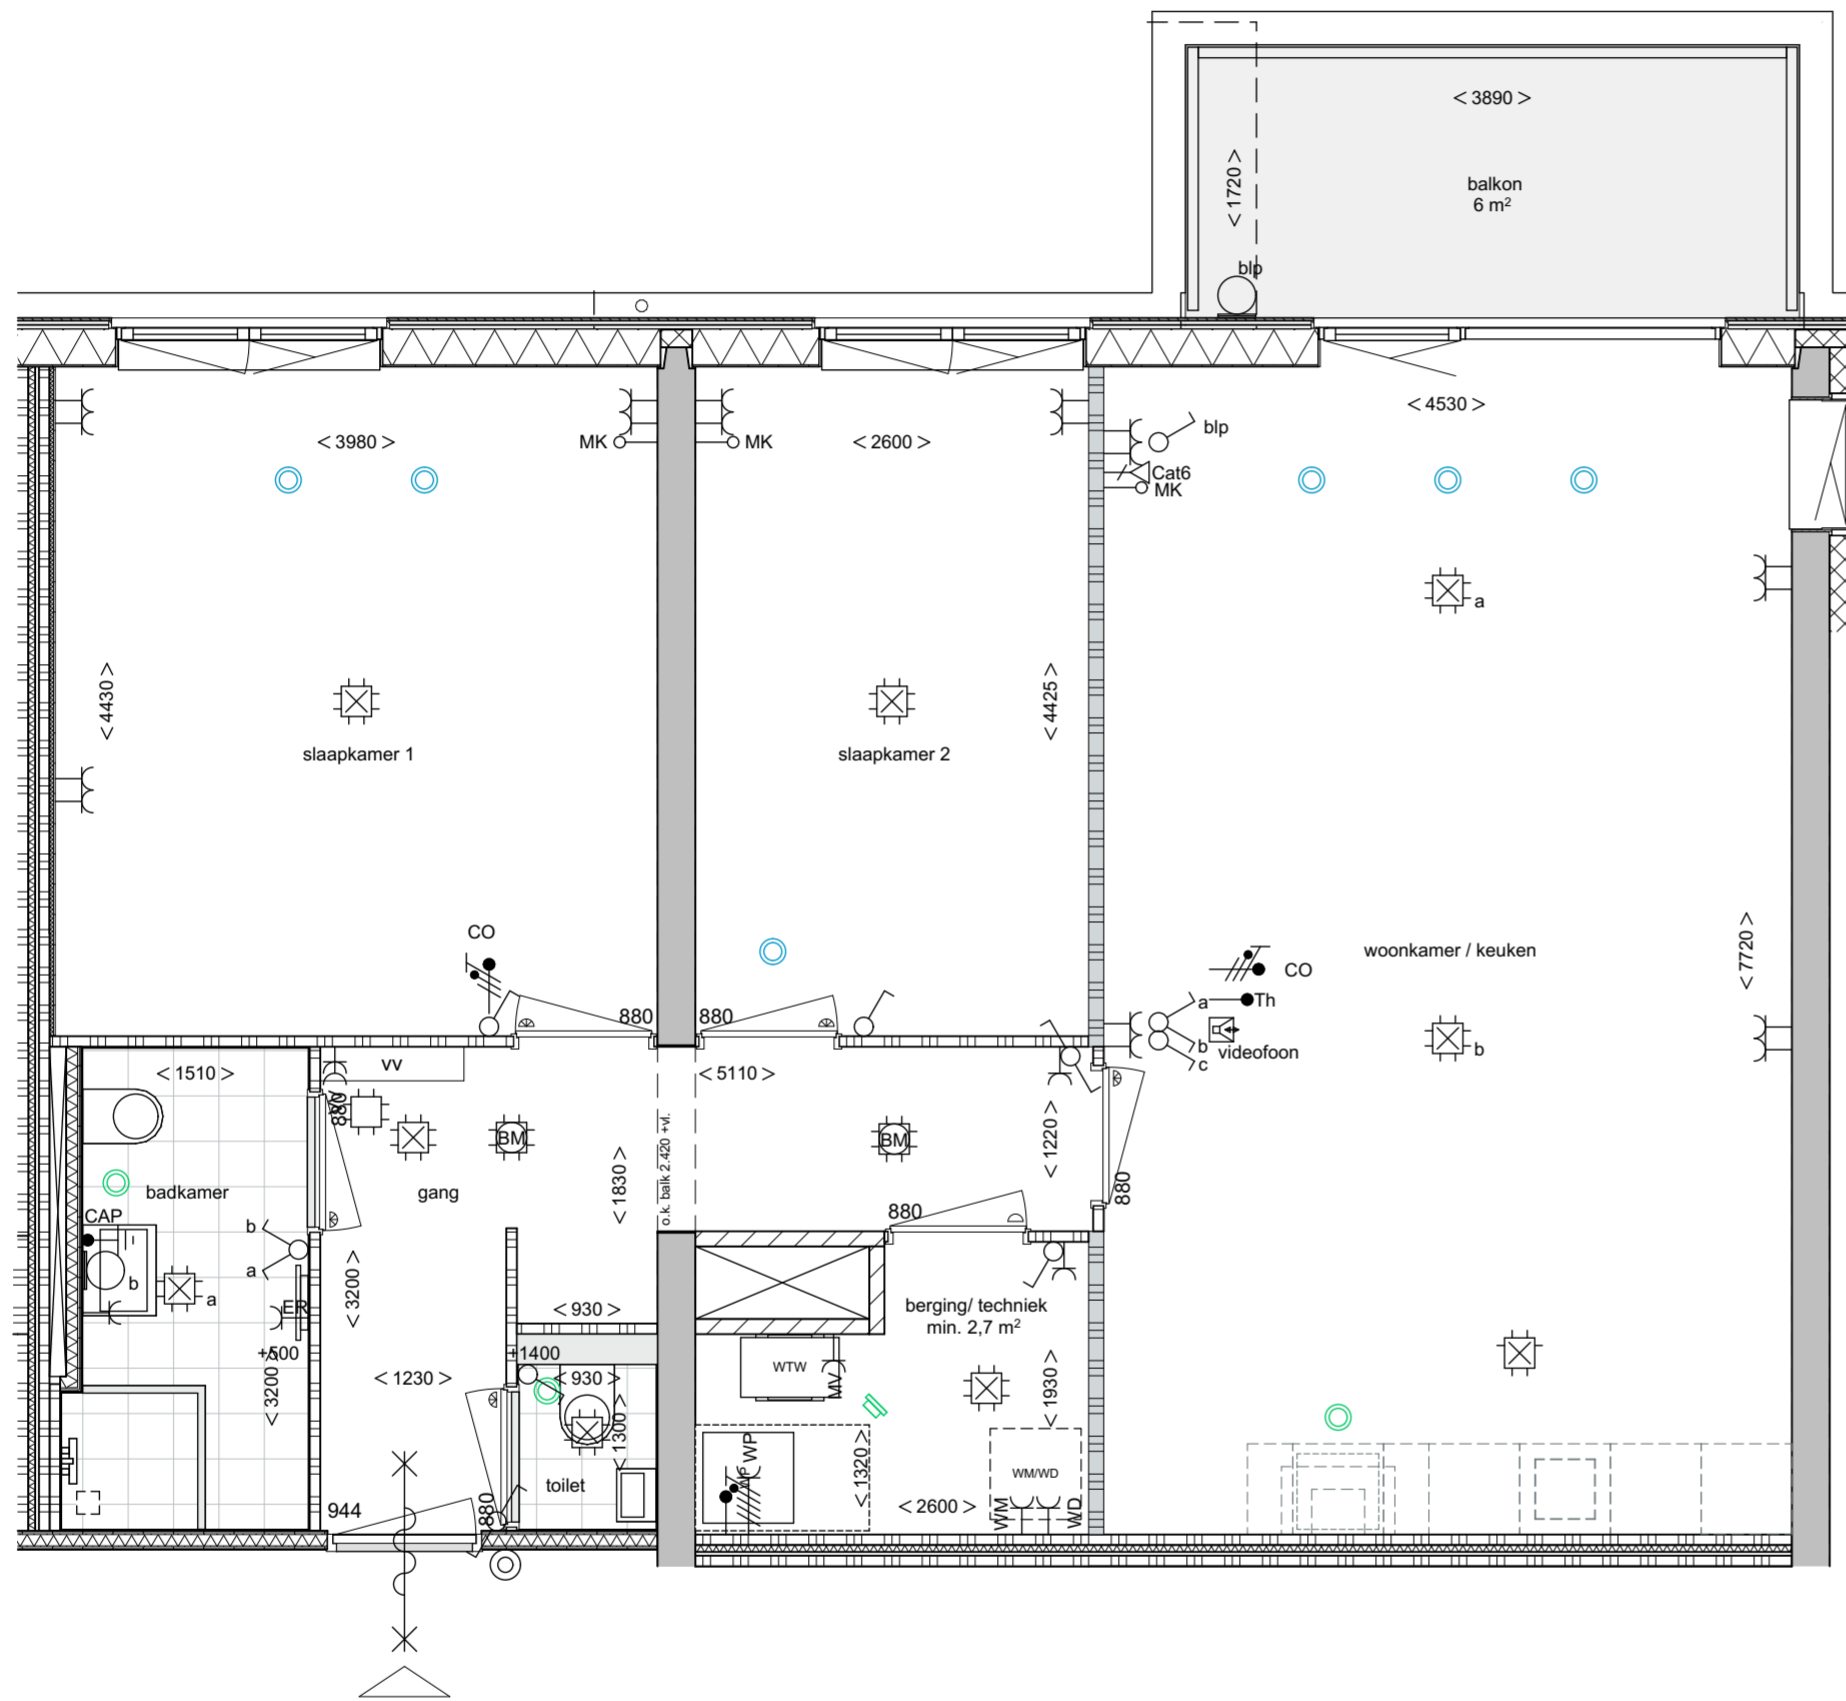 < 3890 >
< 1720 >
balkon
6 m²
blp
< 3980 >
MK
MK
< 2600 >
< 4530 >
blp
Cat6
MK
a
< 4430 >
slaapkamer 1
slaapkamer 2
< 4425 >
CO
880
880
woonkamer / keuken
< 7720 >
CO
a
Th
b
videofoon
c
b
< 1510 >
VV
< 5110 >
880
BM
BM
o.k. balk 2.420 +vl.
< 1830 >
< 1220 >
880
badkamer
gang
CAP
b
a
b
a
ER
880
+500
< 3200 >
< 3200 >
< 930 >
berging/ techniek
min. 2,7 m²
+1400
< 930 >
< 1230 >
< 1300 >
WTW
MV
< 1930 >
toilet
880
944
WP
WP
< 1320 >
< 2600 >
WM/WD
WM
WD